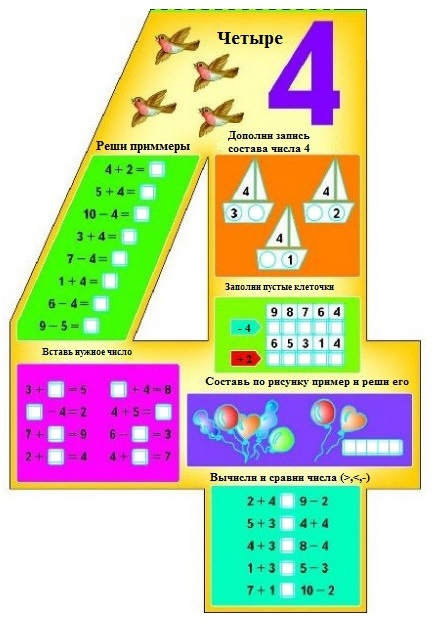 Четыре
4
Реши приммеры
4 + 2 =
5 + 4 =
10 − 4 =
3 + 4 =
7 − 4 =
1 + 4 =
6 − 4 =
9 − 5 =
Дополни запись
состава числа 4
4 4
3 2
4
1
Заполни пустые клеточки
9 8 7 6 4
- 4
6 5 3 1 4
+ 2
Вставь нужное число
3 + = 5 + 4 = 8
− 4 = 2 4 + 5 =
7 + = 9 6 − = 3
2 + = 4 4 + = 7
Составь по рисунку пример и реши его
Вычисли и сравни числа (>,<,-)
2 + 4 9 − 2
5 + 3 4 + 4
4 + 3 8 − 4
1 + 3 5 − 3
7 + 1 10 − 2